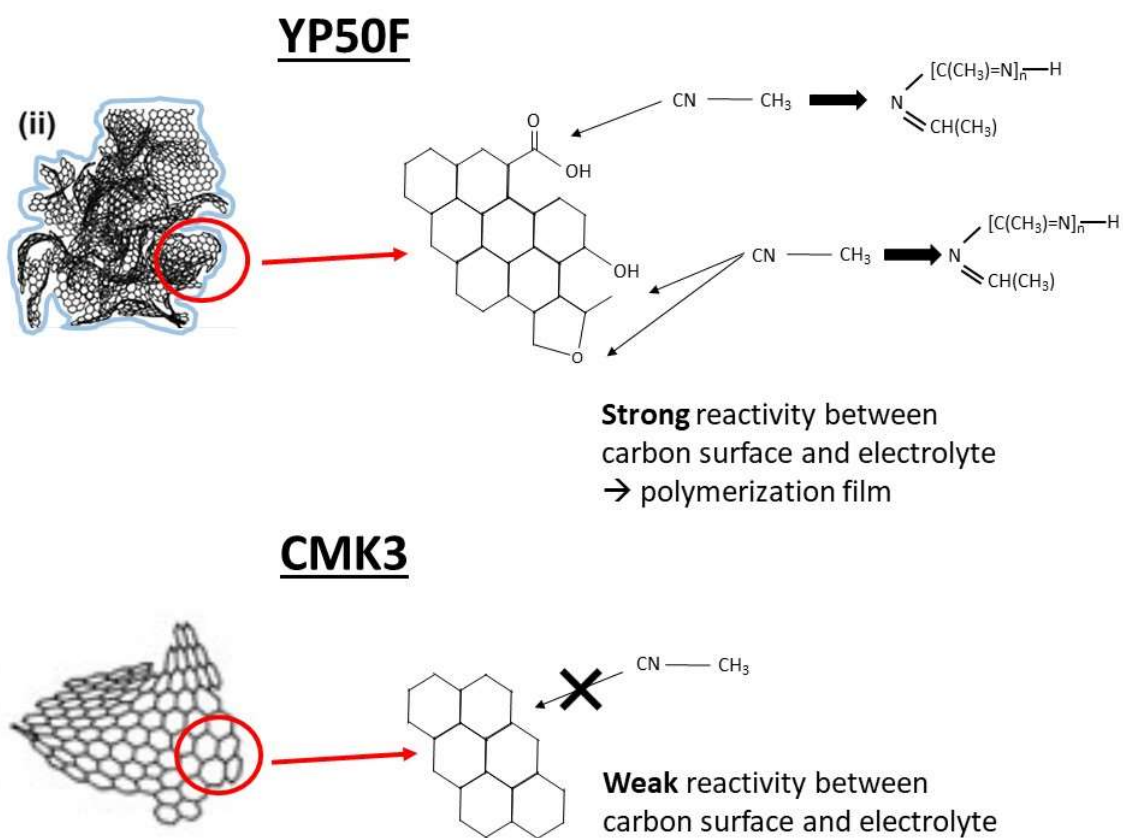 YP50F
(ii)
CN — CH₃
[C(CH₃)=N]ₙ—H
N
CH(CH₃)
O
OH
CN — CH₃
[C(CH₃)=N]ₙ—H
N
CH(CH₃)
OH
O
Strong reactivity between
carbon surface and electrolyte
→ polymerization film
CMK3
CN — CH₃
Weak reactivity between
carbon surface and electrolyte